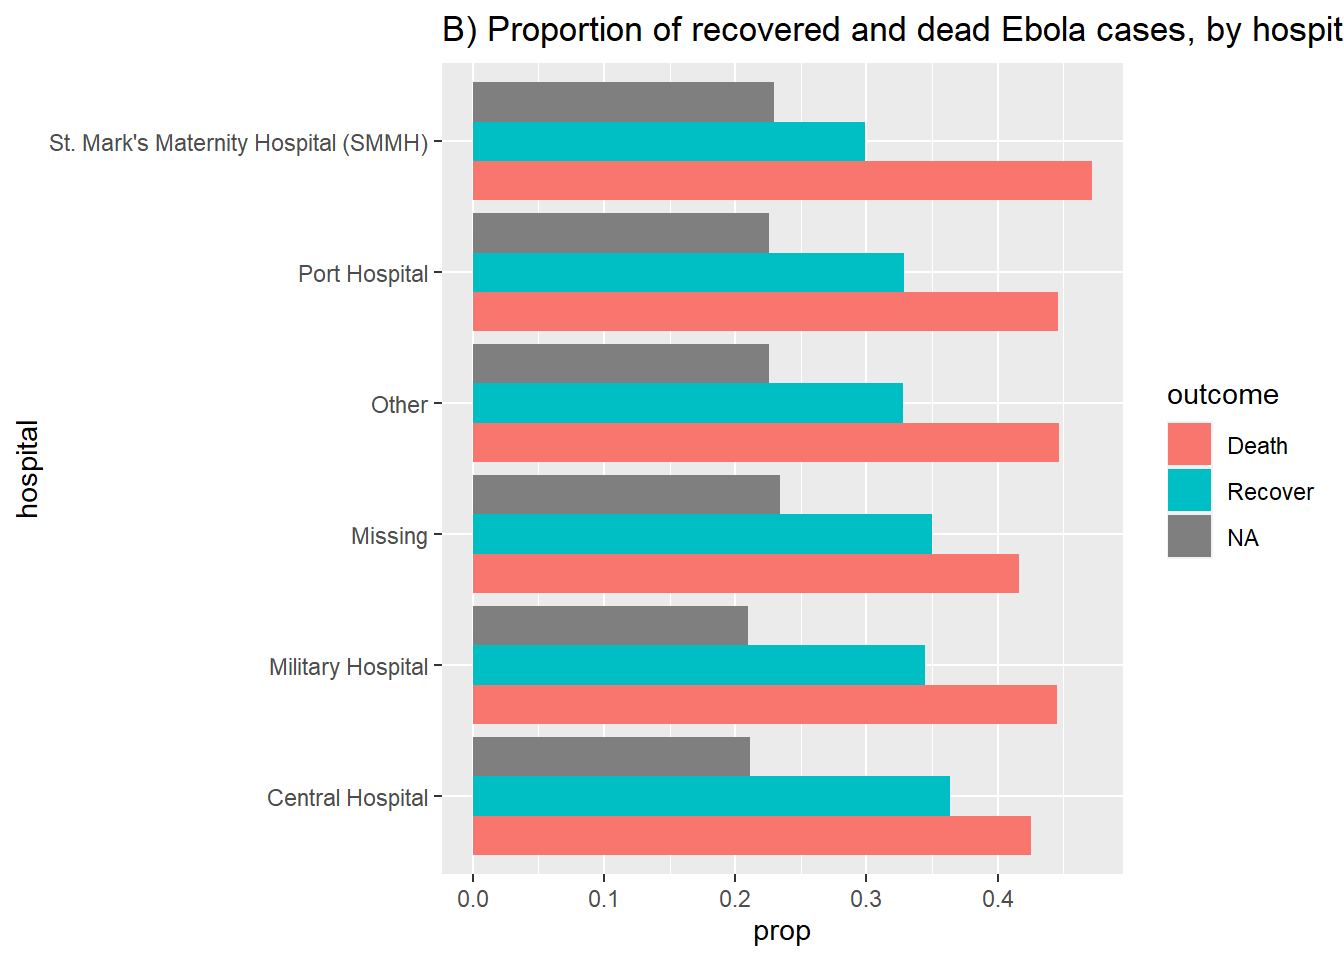 B) Proportion of recovered and dead Ebola cases, by hospit
St. Mark's Maternity Hospital (SMMH)
Port Hospital
Other
Missing
Military Hospital
Central Hospital
hospital
0.0 0.1 0.2 0.3 0.4
prop
outcome
Death
Recover
NA